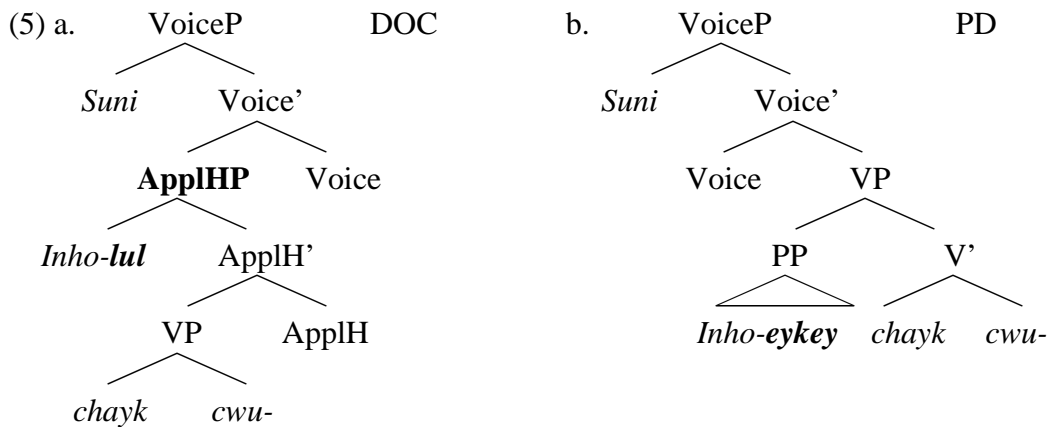 (5) a. VoiceP DOC b. VoiceP PD
Suni Voice’ Suni Voice’
ApplHP Voice Voice VP
Inho-lul ApplH’ PP V’
VP ApplH Inho-eykey chayk cwu-
chayk cwu-